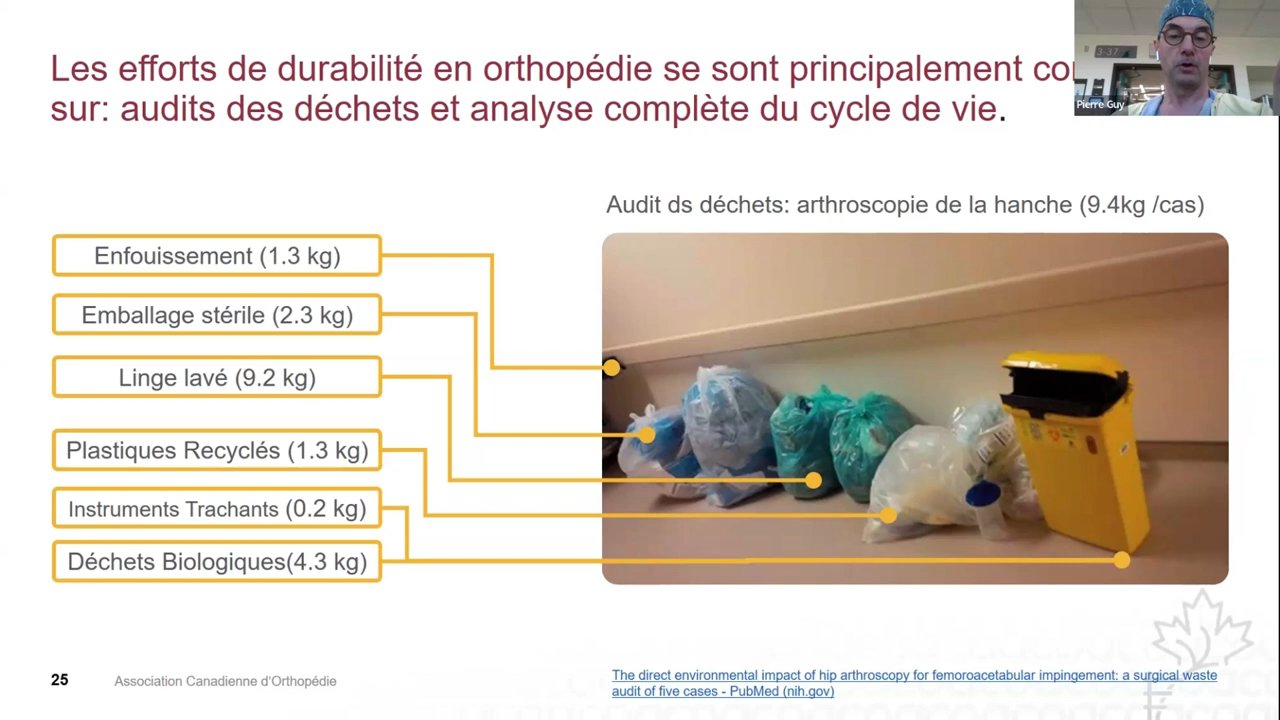 Les efforts de durabilité en orthopédie se sont principalement
sur: audits des déchets et analyse complète du cycle de vie.
3:37
Pierre Guy
Audit ds déchets: arthroscopie de la hanche (9.4kg /cas)
Enfouissement (1.3 kg)
Emballage stérile (2.3 kg)
Linge lavé (9.2 kg)
Plastiques Recyclés (1.3 kg)
Instruments Trachants (0.2 kg)
Déchets Biologiques(4.3 kg)
25
Association Canadienne d'Orthopédie
The direct environmental impact of hip arthroscopy for femoroacetabular impingement: a surgical waste
audit of five cases - PubMed (nih.gov)